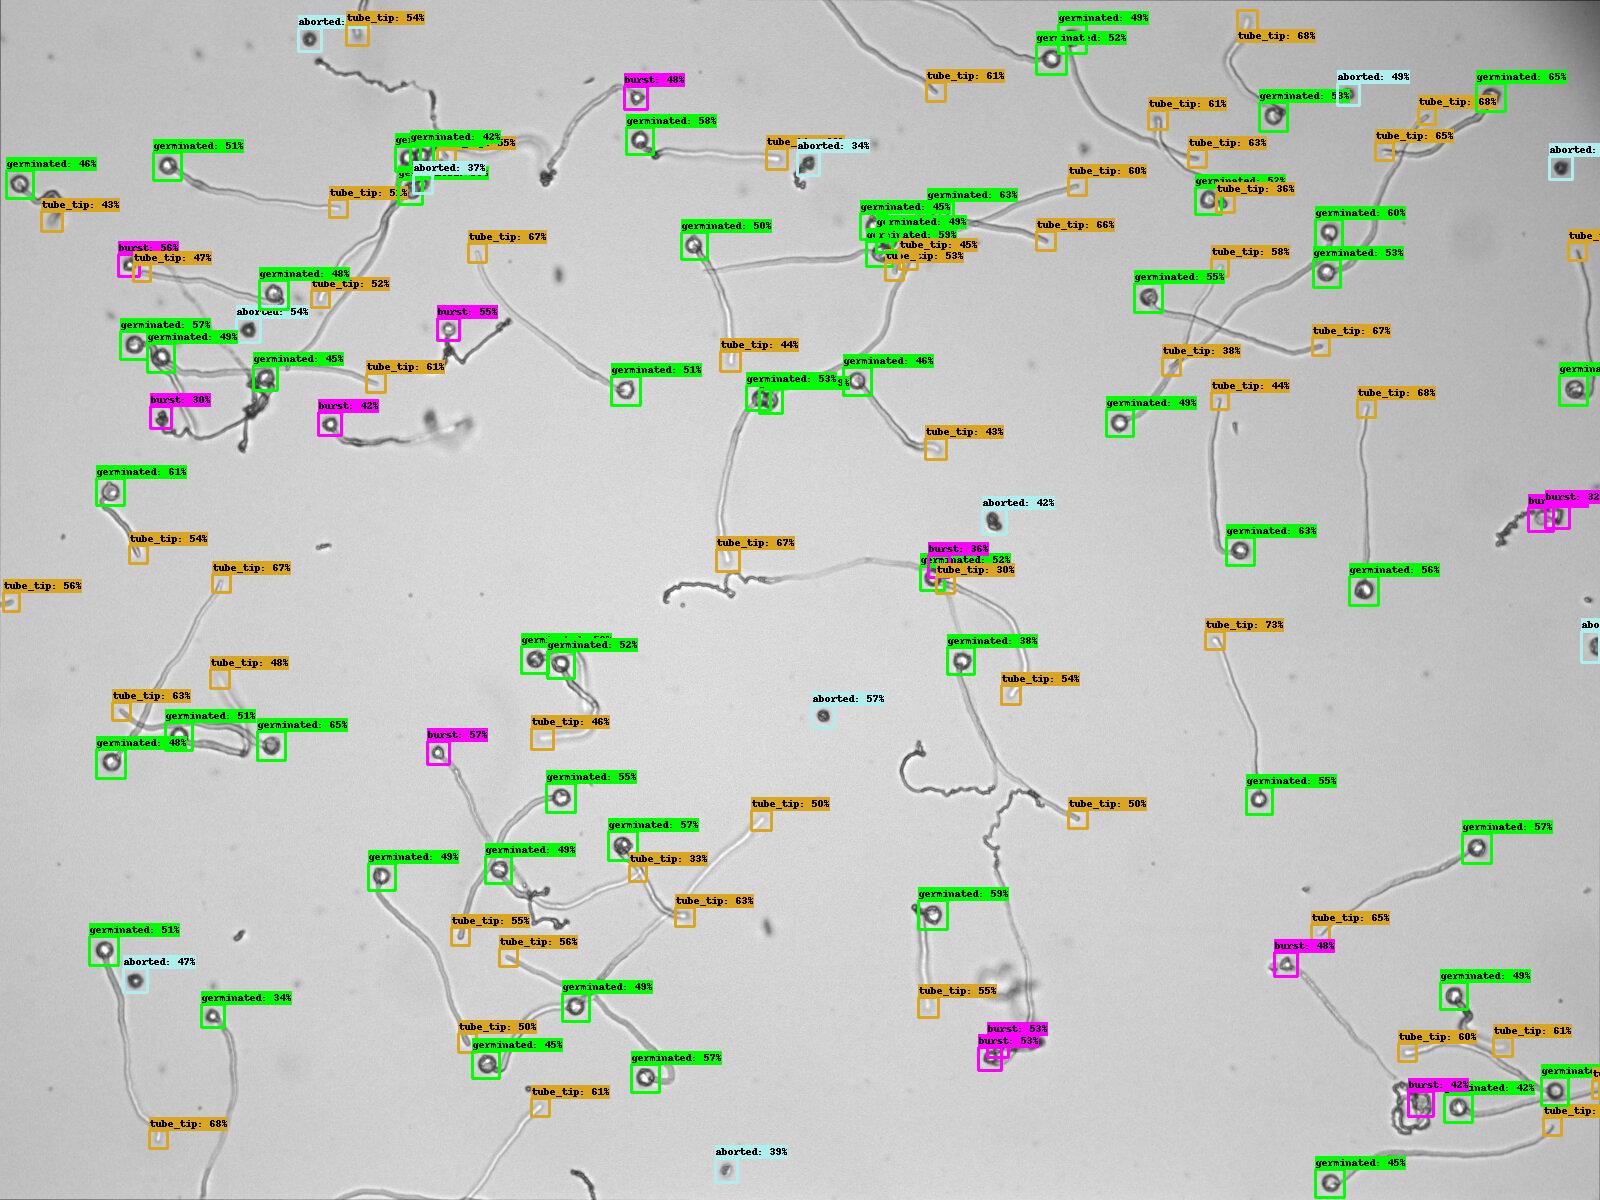 germinated: 49%
aborted:
tube_tip: 54%
germinated: 52%
tube_tip: 68%
tube_tip: 61%
burst: 48%
aborted: 49%
germinated: 65%
germinated: 53%
tube_tip: 61%
tube_tip: 68%
germinated: 58%
germinated: 42%
tube_tip: 65%
tube_tip: 63%
aborted: 34%
germinated: 51%
aborted:
germinated: 46%
aborted: 37%
tube_tip: 60%
tube_tip: 36%
germinated: 63%
tube_tip: 43%
germinated: 45%
germinated: 60%
germinated: 49%
germinated: 50%
tube_tip: 66%
tube_tip: 67%
germinated: 59%
tube_tip: 45%
burst: 56%
tube_tip: 47%
tube_tip: 53%
tube_tip: 58%
germinated: 53%
germinated: 48%
germinated: 55%
tube_tip: 52%
aborted: 54%
burst: 55%
germinated: 57%
germinated: 49%
tube_tip: 44%
tube_tip: 67%
tube_tip: 38%
germinated: 45%
germinated: 46%
tube_tip: 61%
germinated: 51%
germinated: 53%
tube_tip: 44%
tube_tip: 68%
burst: 30%
burst: 42%
germinated: 49%
tube_tip: 43%
germinated: 61%
aborted: 42%
burst: 32%
germinated: 63%
tube_tip: 54%
tube_tip: 67%
burst: 36%
germinated: 52%
tube_tip: 30%
germinated: 56%
tube_tip: 67%
tube_tip: 56%
tube_tip: 73%
germinated: 52%
germinated: 38%
tube_tip: 48%
tube_tip: 54%
tube_tip: 63%
aborted: 57%
germinated: 51%
tube_tip: 46%
germinated: 65%
burst: 57%
germinated: 48%
germinated: 55%
germinated: 55%
tube_tip: 50%
tube_tip: 50%
germinated: 57%
germinated: 57%
germinated: 49%
germinated: 49%
tube_tip: 33%
germinated: 59%
tube_tip: 63%
tube_tip: 65%
tube_tip: 55%
germinated: 51%
tube_tip: 56%
burst: 48%
aborted: 47%
germinated: 49%
germinated: 49%
tube_tip: 55%
germinated: 34%
tube_tip: 50%
burst: 53%
tube_tip: 61%
tube_tip: 60%
burst: 53%
germinated: 45%
germinated: 57%
burst: 42%
tube_tip: 61%
tube_tip:
tube_tip: 68%
aborted: 39%
germinated: 45%